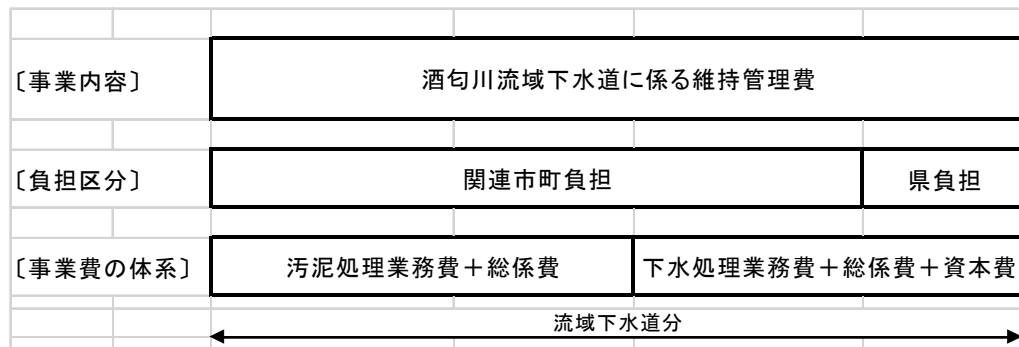 〔事業内容〕
酒匂川流域下水道に係る維持管理費
〔負担区分〕
関連市町負担
県負担
〔事業費の体系〕
汚泥処理業務費＋総係費
下水処理業務費＋総係費＋資本費
流域下水道分